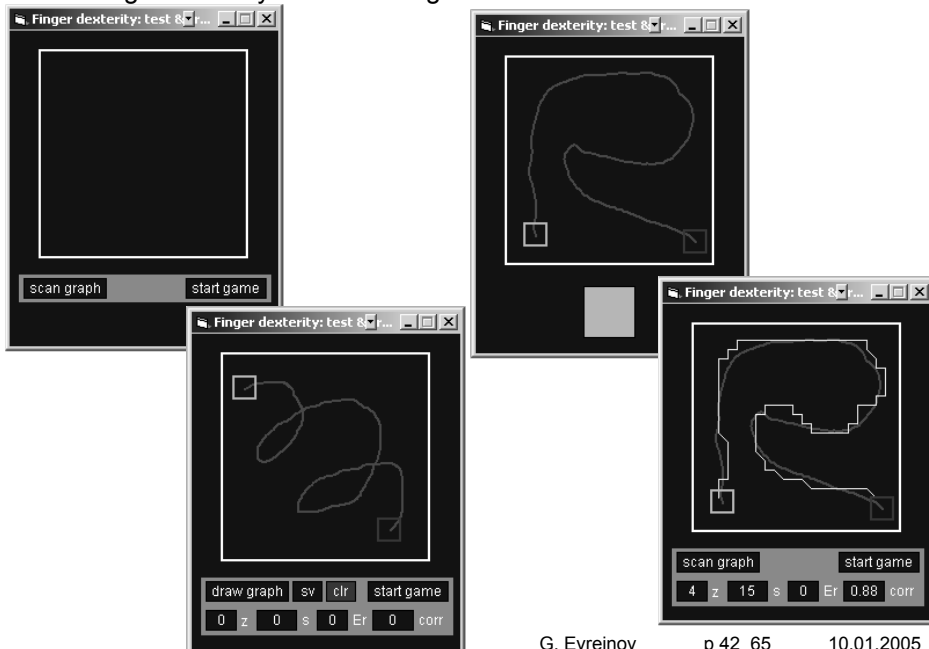 Finger dexterity: test &
scan graph start game
Finger dexterity: test &
Finger dexterity: test & r...
draw graph sv clr start game
0 z 0 s 0 Er 0 corr
Finger dexterity: test & r...
scan graph start game
4 z 15 s 0 Er 0.88 corr
G. Evreinov p 42_65 10.01.2005